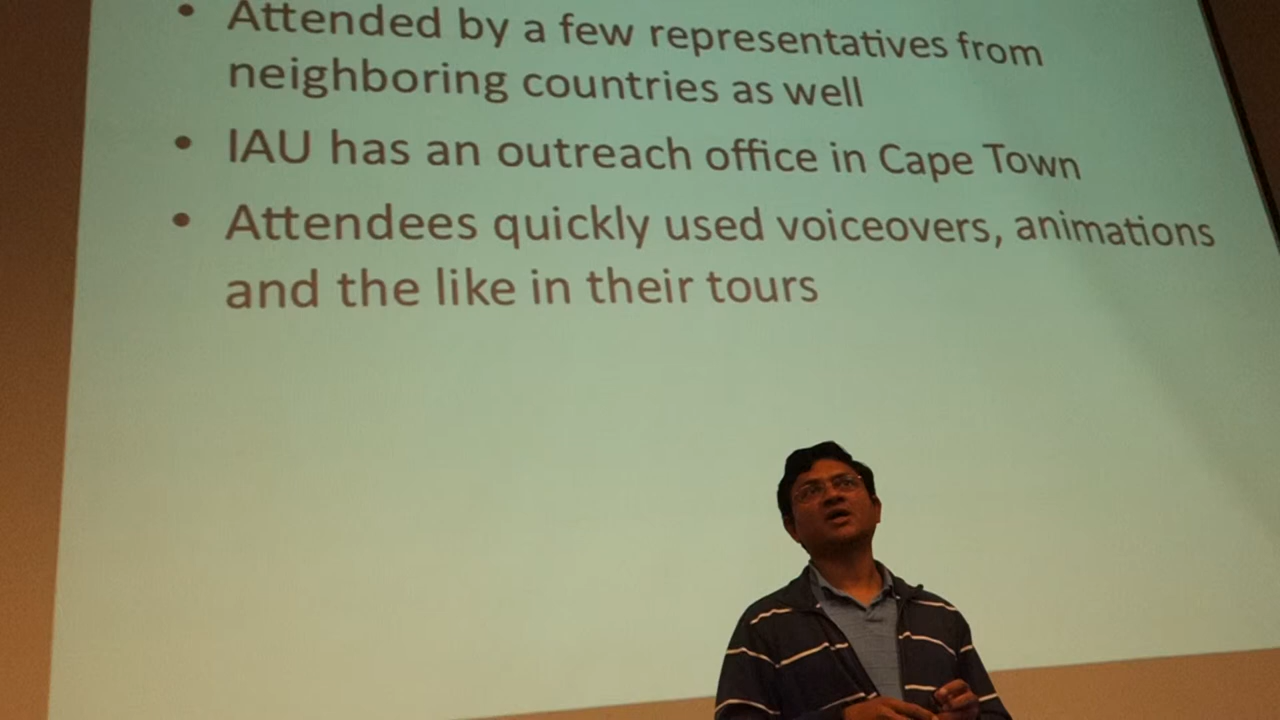 • Attended by a few representatives from
neighboring countries as well
• IAU has an outreach office in Cape Town
• Attendees quickly used voiceovers, animations
and the like in their tours